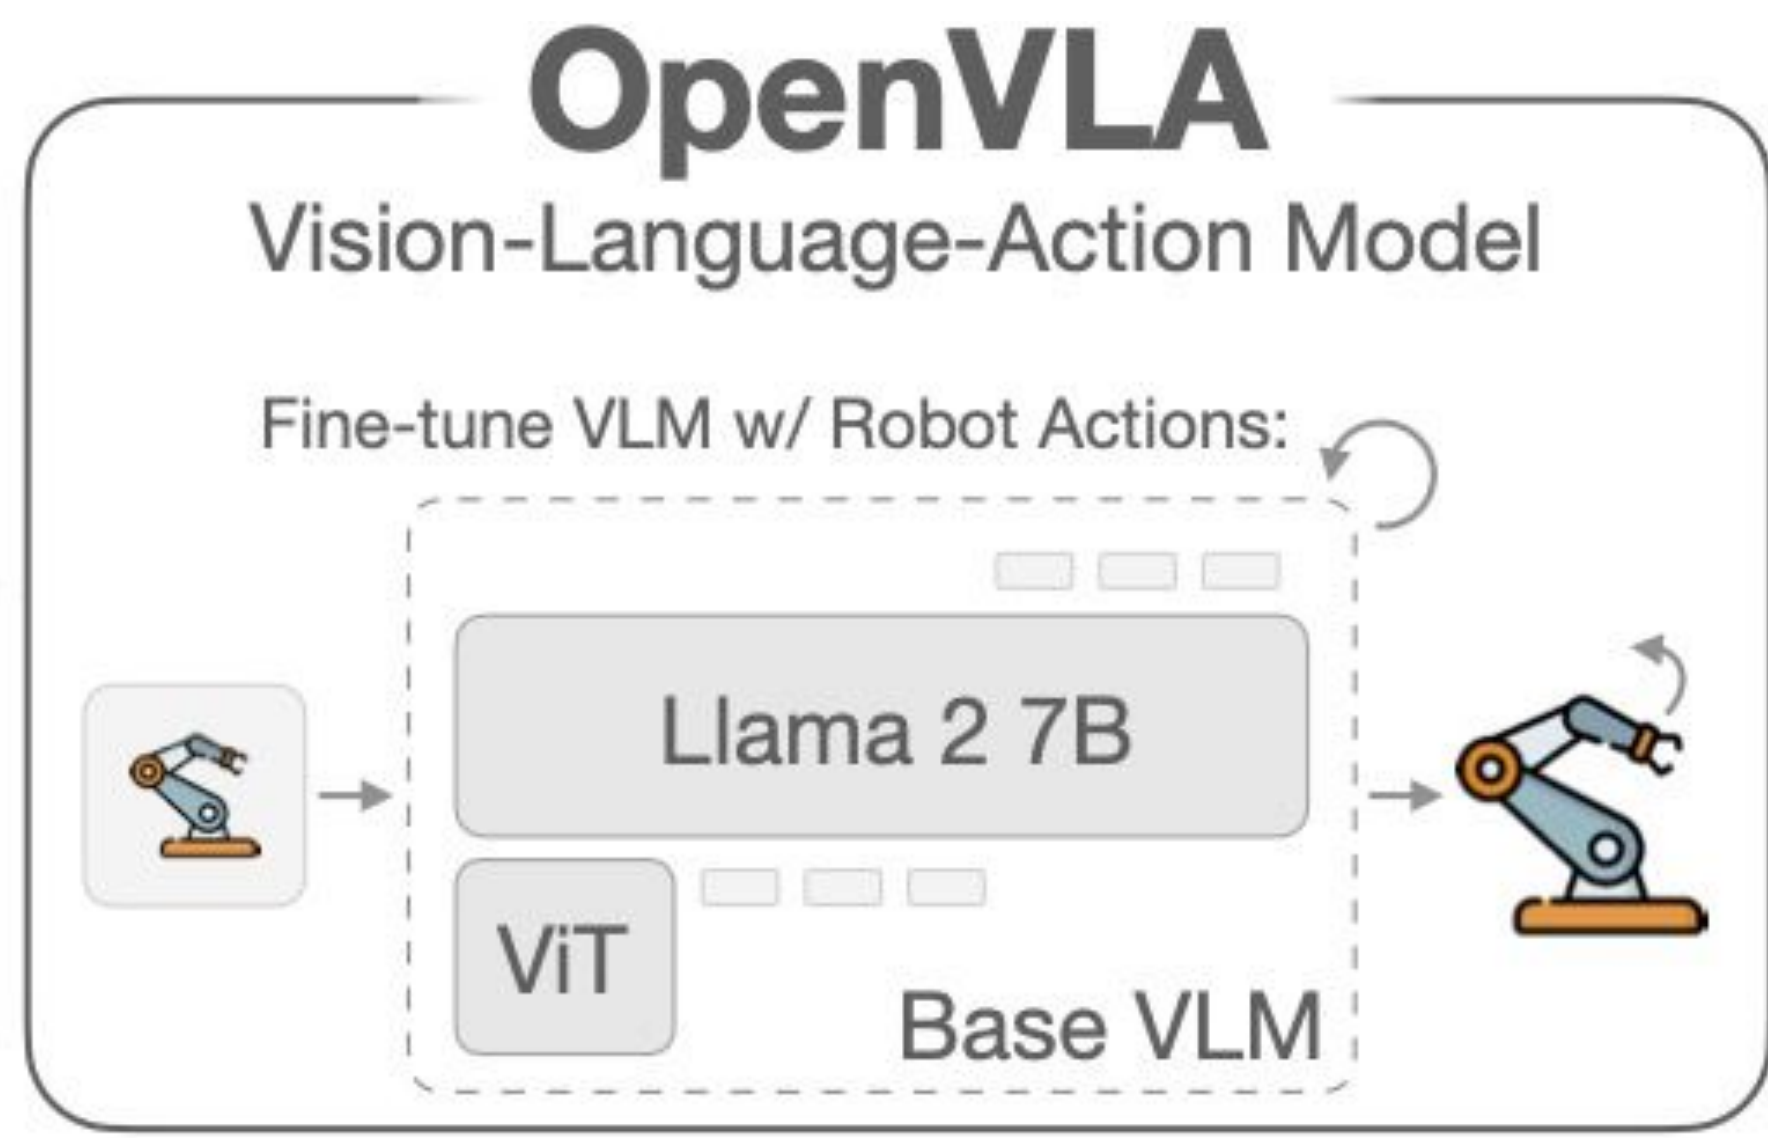 OpenVLA
Vision-Language-Action Model
Fine-tune VLM w/ Robot Actions:
Llama 2 7B
ViT
Base VLM